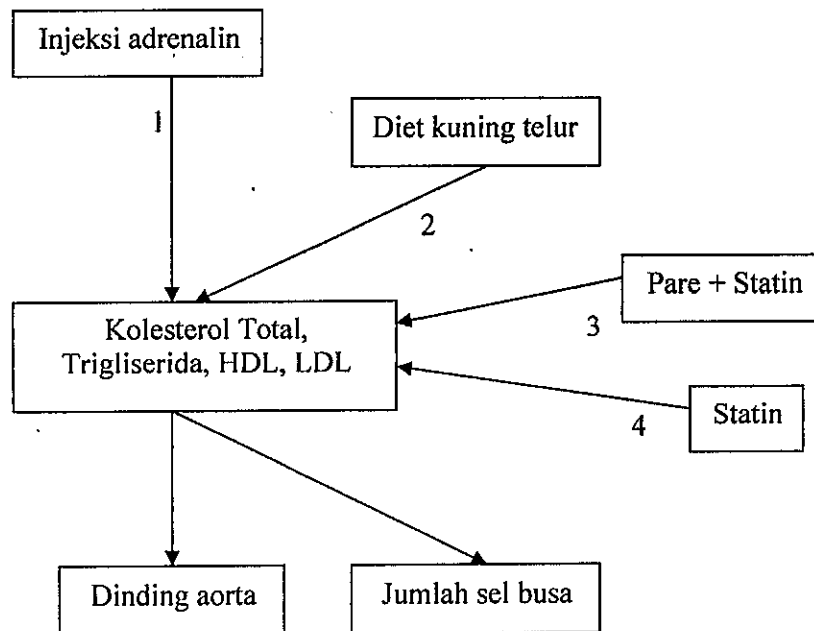 Injeksi adrenalin
1
Diet kuning telur
2
Pare + Statin
3
Kolesterol Total,
Trigliserida, HDL, LDL
Statin
4
Dinding aorta
Jumlah sel busa